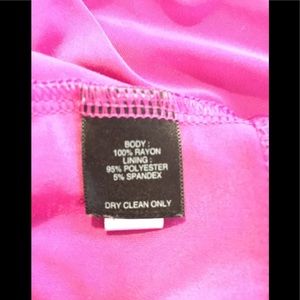 BODY :
100% RAYON
LINING :
95% POLYESTER
5% SPANDEX
DRY CLEAN ONLY